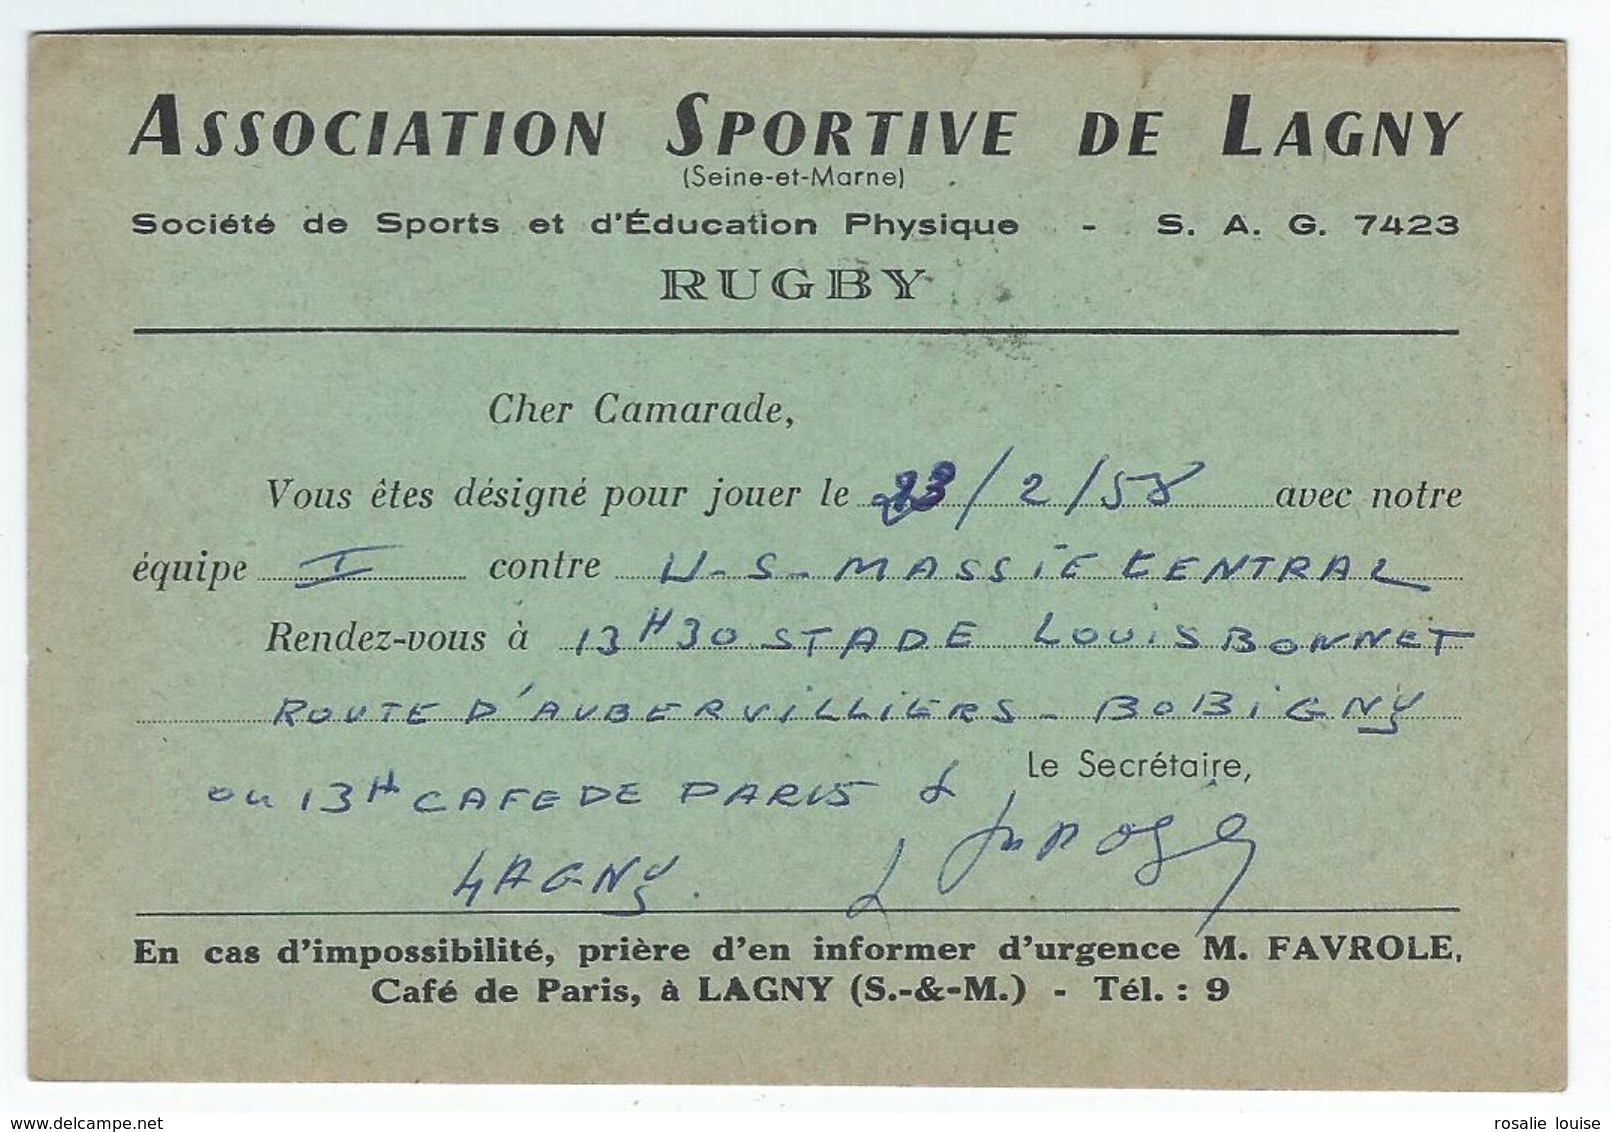 ASSOCIATION SPORTIVE DE LAGNY
(Seine-et-Marne)
Société de Sports et d'Éducation Physique - S. A. G. 7423
RUGBY
Cher Camarade,
Vous êtes désigné pour jouer le 23/2/58 avec notre
équipe I contre U-S-MASSIE CENTRAL
Rendez-vous à 13H30 STADE LOUIS BONNET
ROUTE D'AUBERVILLIERS - BOBIGNY
Le Secrétaire,
ou 13H CAFE DE PARIS
LAGNY.
En cas d'impossibilité, prière d'en informer d'urgence M. FAVROLE,
Café de Paris, à LAGNY (S.-&-M.) - Tél. : 9
delcampe.net
rosalie louise